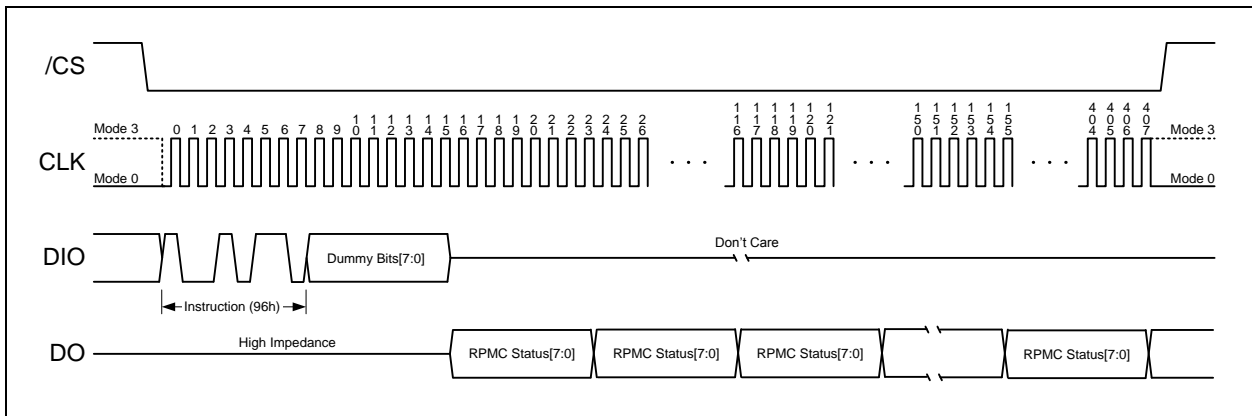 /CS
Mode 3
CLK
Mode 0
0 1 2 3 4 5 6 7 8 9 10 11 12 13 14 15 16 17 18 19 20 21 22 23 24 25 26
116 117 118 119 120 121
150 151 152 153 154 155
404 405 406 407
Mode 3
Mode 0
DIO
Dummy Bits[7:0]
Don't Care
Instruction (96h)
DO
High Impedance
RPMC Status[7:0]
RPMC Status[7:0]
RPMC Status[7:0]
RPMC Status[7:0]